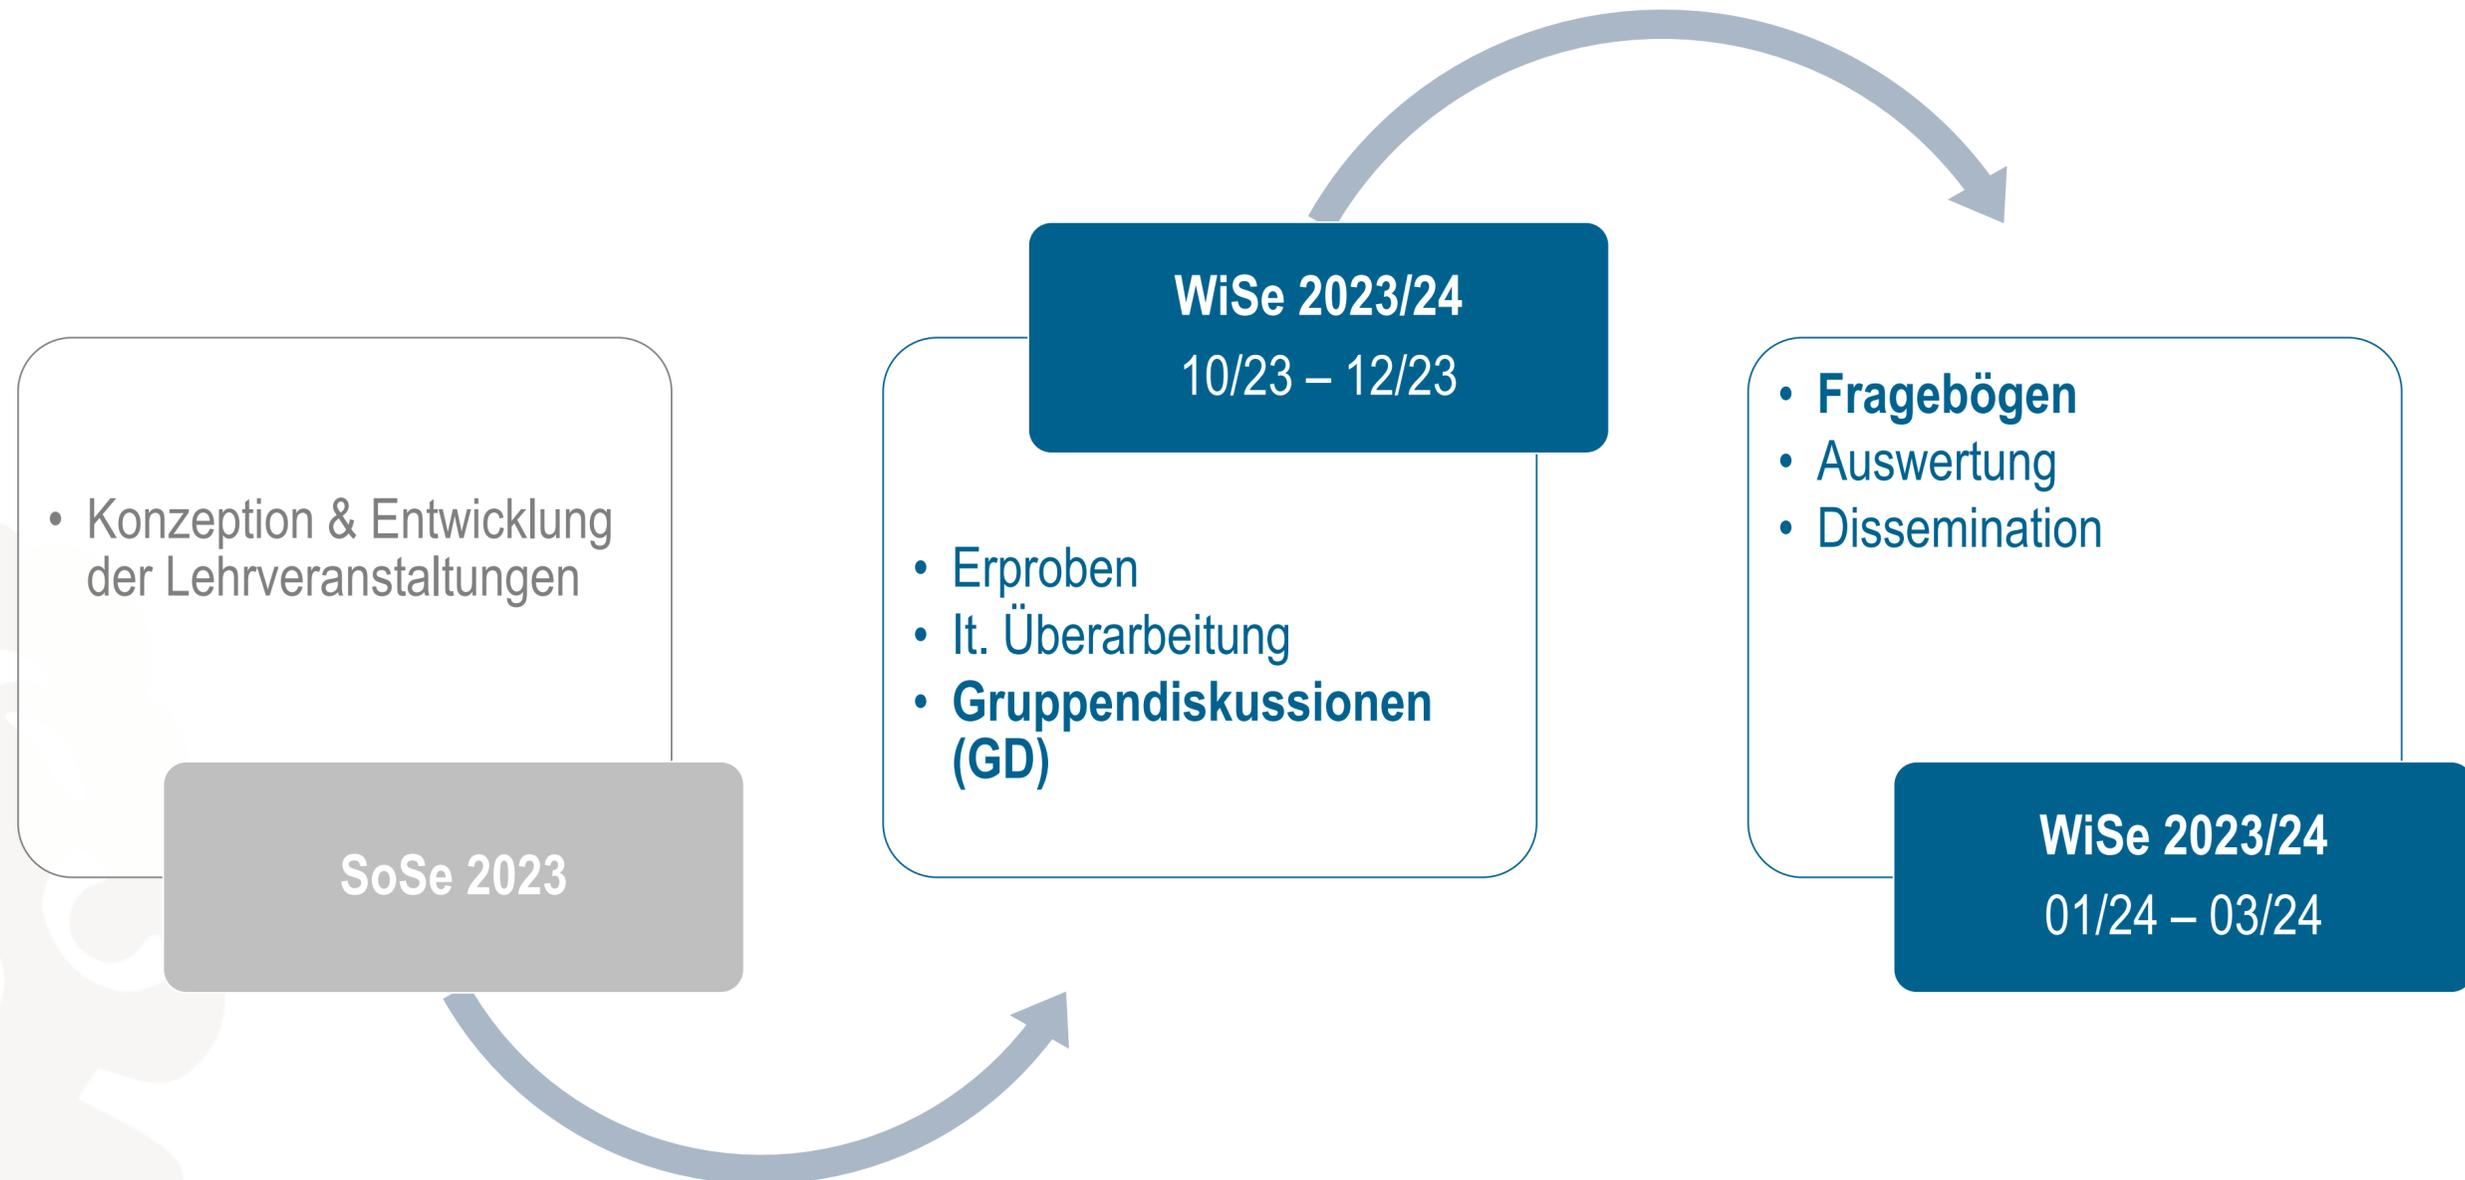 • Konzeption & Entwicklung
der Lehrveranstaltungen
SoSe 2023
WiSe 2023/24
10/23 – 12/23
• Erproben
• It. Überarbeitung
• Gruppendiskussionen
(GD)
• Fragebögen
• Auswertung
• Dissemination
WiSe 2023/24
01/24 – 03/24